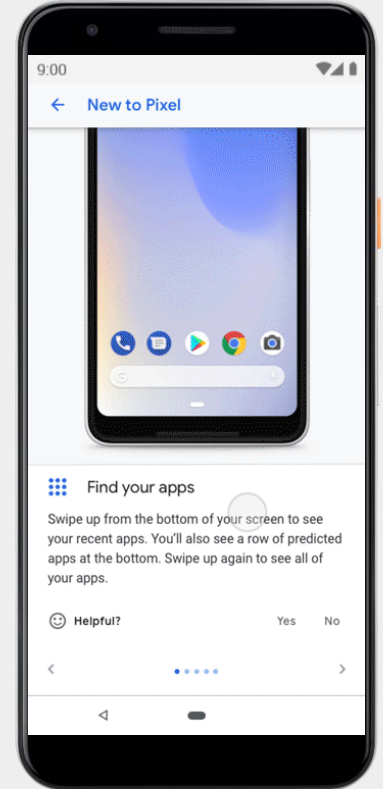 9:00
New to Pixel
G
Find your apps
Swipe up from the bottom of your screen to see
your recent apps. You'll also see a row of predicted
apps at the bottom. Swipe up again to see all of
your apps.
Helpful? Yes No